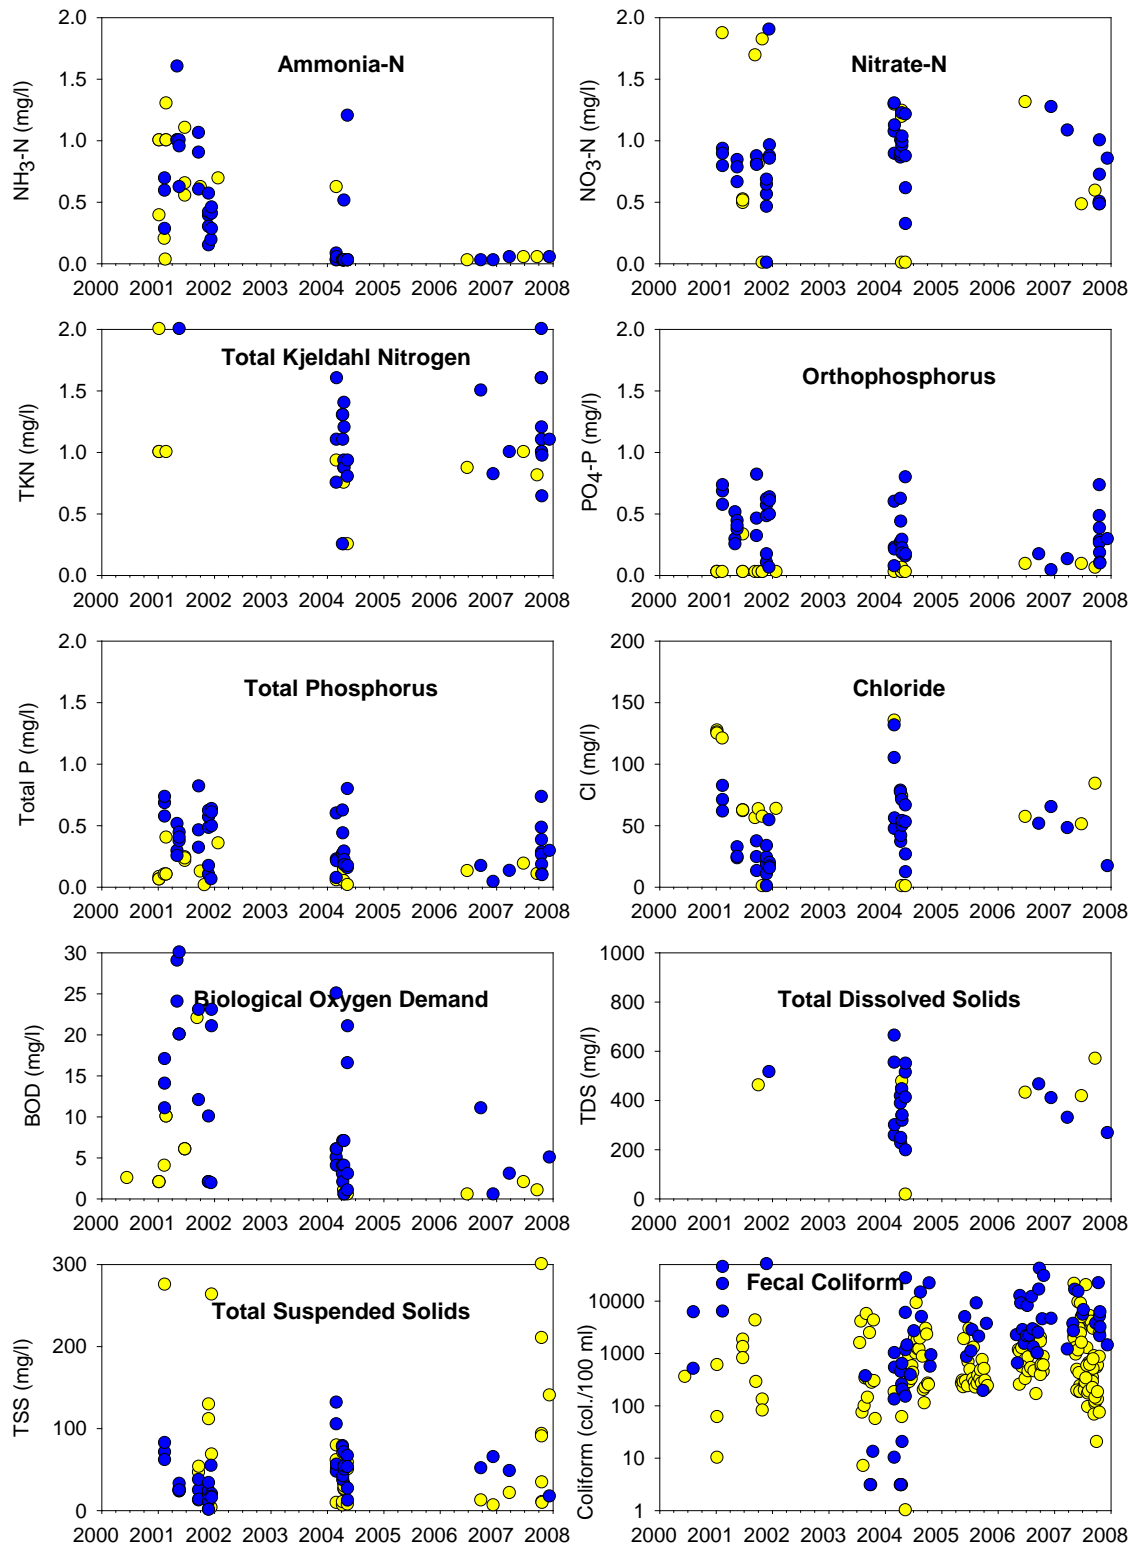 Ammonia-N
NH3-N (mg/l)
2.0
1.5
1.0
0.5
0.0
2000 2001 2002 2003 2004 2005 2006 2007 2008
Nitrate-N
NO3-N (mg/l)
2.0
1.5
1.0
0.5
0.0
2000 2001 2002 2003 2004 2005 2006 2007 2008
Total Kjeldahl Nitrogen
TKN (mg/l)
2.0
1.5
1.0
0.5
0.0
2000 2001 2002 2003 2004 2005 2006 2007 2008
Orthophosphorus
PO4-P (mg/l)
2.0
1.5
1.0
0.5
0.0
2000 2001 2002 2003 2004 2005 2006 2007 2008
Total Phosphorus
Total P (mg/l)
2.0
1.5
1.0
0.5
0.0
2000 2001 2002 2003 2004 2005 2006 2007 2008
Chloride
Cl (mg/l)
200
150
100
50
0
2000 2001 2002 2003 2004 2005 2006 2007 2008
Biological Oxygen Demand
BOD (mg/l)
30
25
20
15
10
5
0
2000 2001 2002 2003 2004 2005 2006 2007 2008
Total Dissolved Solids
TDS (mg/l)
1000
800
600
400
200
0
2000 2001 2002 2003 2004 2005 2006 2007 2008
Total Suspended Solids
TSS (mg/l)
300
200
100
0
2000 2001 2002 2003 2004 2005 2006 2007 2008
Fecal Coliform
Coliform (col./100 ml)
10000
1000
100
10
1
2000 2001 2002 2003 2004 2005 2006 2007 2008